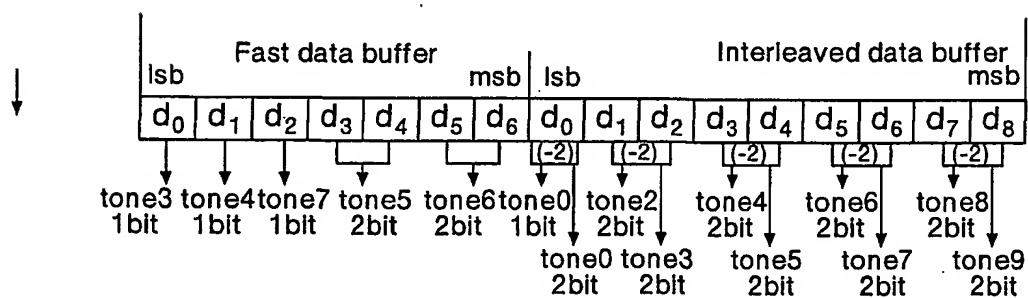 Fast data buffer Interleaved data buffer
lsb msb lsb msb
d0 d1 d2 d3 d4 d5 d6 d0 d1 d2 d3 d4 d5 d6 d7 d8
(-2) (-2) (-2) (-2) (-2)
tone3 tone4 tone7 tone5 tone6 tone0 tone2 tone4 tone6 tone8
1bit 1bit 1bit 2bit 2bit 1bit 2bit 2bit 2bit 2bit
tone0 tone3 tone5 tone7 tone9
2bit 2bit 2bit 2bit 2bit